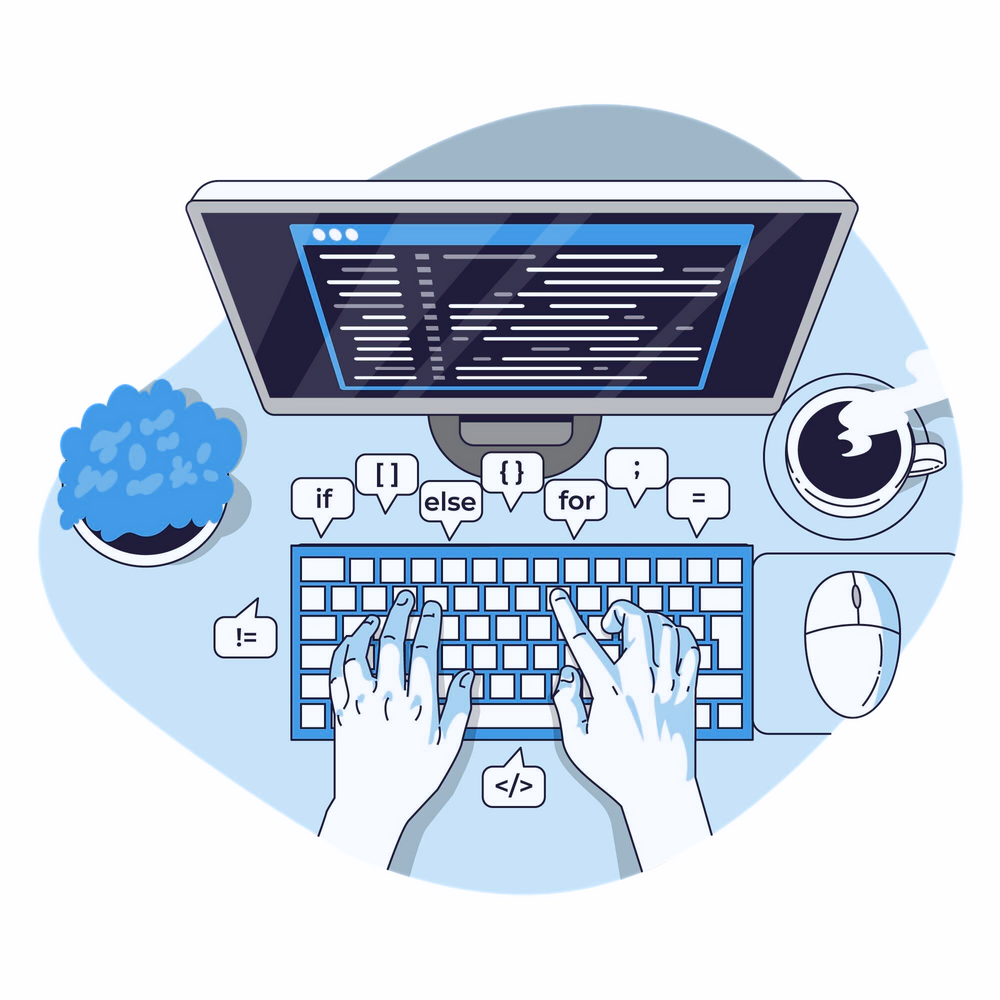 if
[ ]
else
{ }
for
;
=
!=
</>